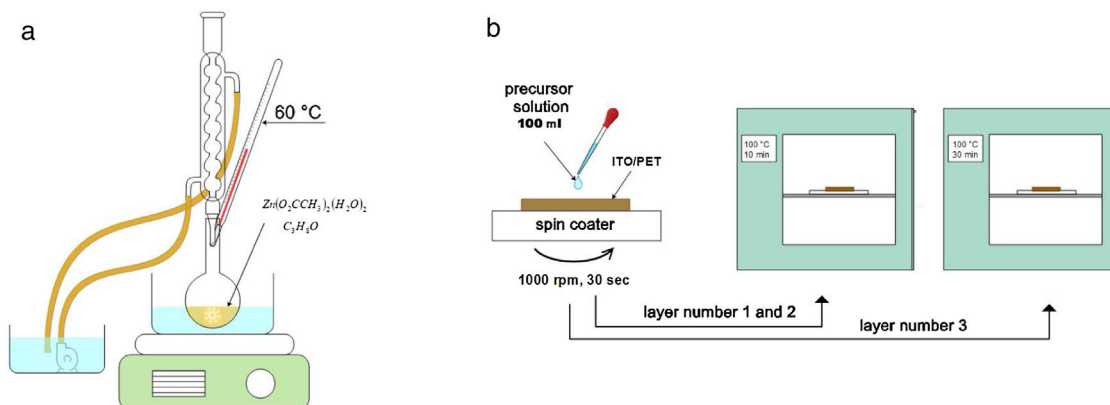 a
60 °C
Zn(O₂CCH₃)₂(H₂O)₂
C₃H₈O
b
precursor
solution
100 ml
ITO/PET
spin coater
1000 rpm, 30 sec
100 °C
10 min
100 °C
30 min
layer number 1 and 2
layer number 3